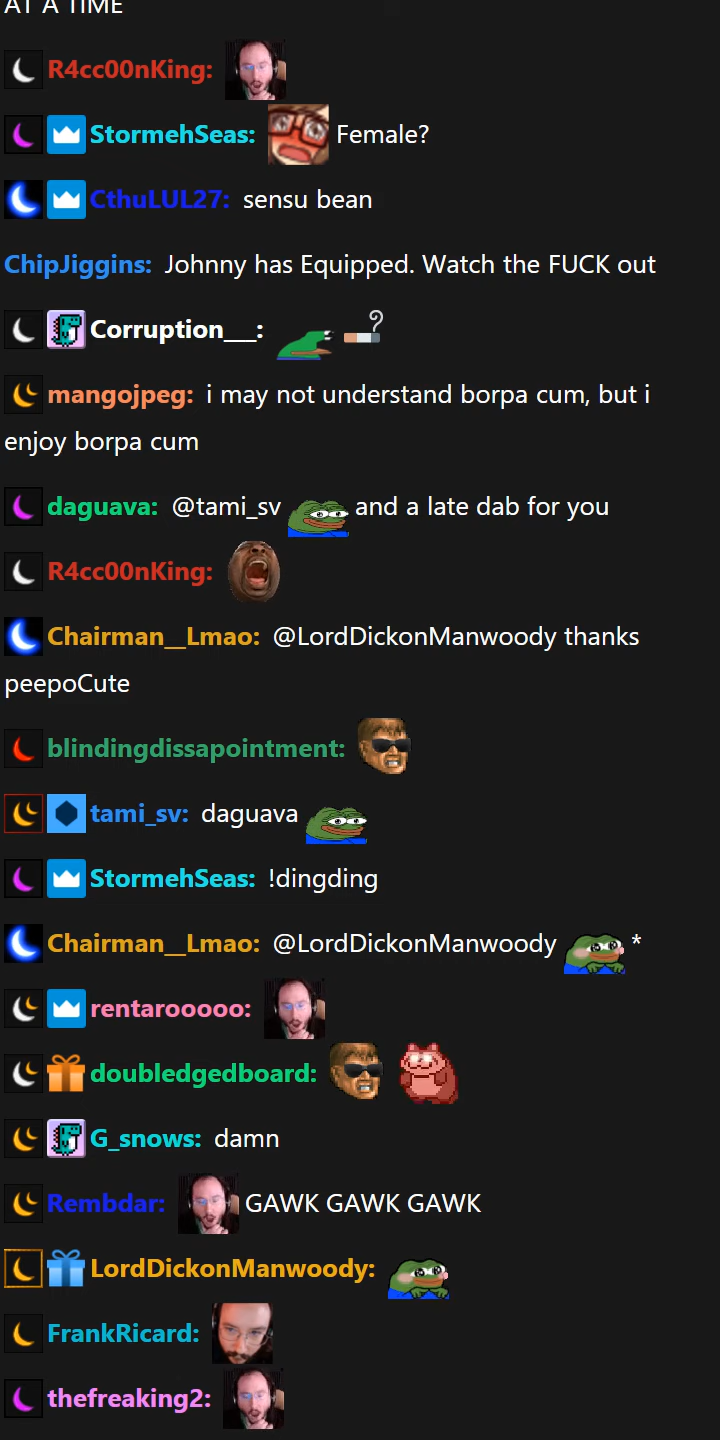 AT A TIME
R4cc00nKing:
StormehSeas: Female?
CthuLUL27: sensu bean
ChipJiggins: Johnny has Equipped. Watch the FUCK out
Corruption___:
mangojpeg: i may not understand borpa cum, but i
enjoy borpa cum
daguava: @tami_sv and a late dab for you
R4cc00nKing:
Chairman__Lmao: @LordDickonManwoody thanks
peepoCute
blindingdissapointment:
tami_sv: daguava
StormehSeas: !dingding
Chairman__Lmao: @LordDickonManwoody *
rentarooooo:
doubledgedboard:
G_snows: damn
Rembdar: GAWK GAWK GAWK
LordDickonManwoody:
FrankRicard:
thefreaking2: